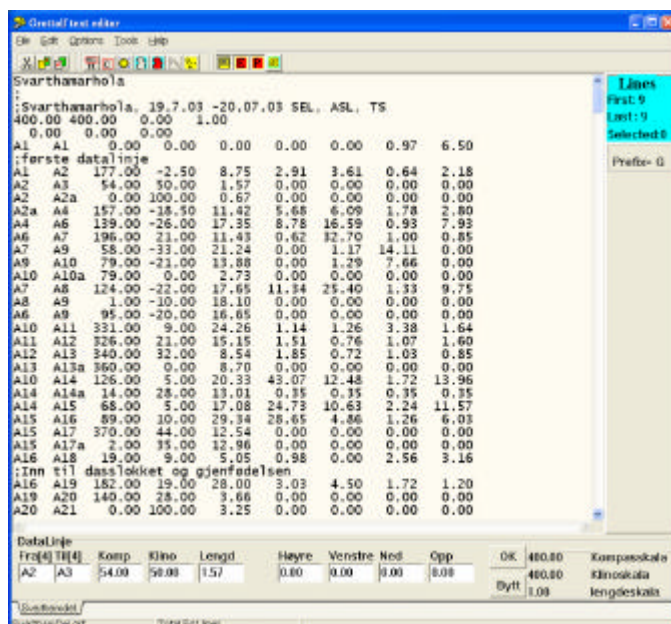 Grottolf text editor
File Edit Options Tools Help
Svarthamarhola
;
;Svarthamarhola, 19.7.03 -20.07.03 SEL, ASL, TS
400.00 400.00 0.00 1.00
0.00 0.00 0.00
A1 A1 0.00 0.00 0.00 0.00 0.00 0.97 6.50
;første datalinje
A1 A2 177.00 -2.50 8.75 2.91 3.61 0.64 2.18
A2 A3 54.00 50.00 1.57 0.00 0.00 0.00 0.00
A2 A2a 0.00 100.00 0.67 0.00 0.00 0.00 0.00
A2a A4 157.00 -18.50 11.42 5.68 6.09 1.78 2.80
A4 A6 139.00 -26.00 17.35 8.78 16.59 0.93 7.93
A6 A7 196.00 21.00 11.43 0.62 32.70 1.00 0.85
A7 A9 58.00 -33.00 21.24 0.00 1.17 14.11 0.00
A9 A10 79.00 -21.00 13.88 0.00 1.29 7.66 0.00
A10 A10a 79.00 0.00 2.73 0.00 0.00 0.00 0.00
A7 A8 124.00 -22.00 17.65 11.34 25.40 1.33 9.75
A8 A9 1.00 -10.00 18.10 0.00 0.00 0.00 0.00
A6 A9 95.00 -20.00 16.65 0.00 0.00 0.00 0.00
A10 A11 331.00 9.00 24.26 1.14 1.26 3.38 1.64
A11 A12 326.00 21.00 15.15 1.51 0.76 1.07 1.60
A12 A13 340.00 32.00 8.54 1.85 0.72 1.03 0.85
A13 A13a 360.00 0.00 8.70 0.00 0.00 0.00 0.00
A10 A14 126.00 5.00 20.33 43.07 12.48 1.72 13.96
A14 A14a 14.00 28.00 13.01 0.35 0.35 0.35 0.35
A14 A15 68.00 5.00 17.08 24.73 10.63 2.24 11.57
A15 A16 89.00 10.00 29.34 28.65 4.86 1.26 6.03
A15 A17 370.00 44.00 12.54 0.00 0.00 0.00 0.00
A15 A17a 2.00 35.00 12.96 0.00 0.00 0.00 0.00
A16 A18 19.00 9.00 5.05 0.98 0.00 2.56 3.16
;Inn til dasslokket og gjenfødelsen
A16 A19 182.00 19.00 28.00 3.03 4.50 1.72 1.20
A19 A20 140.00 28.00 3.66 0.00 0.00 0.00 0.00
A20 A21 0.00 100.00 3.25 0.00 0.00 0.00 0.00
Lines
First: 9
Last: 9
Selected:0
Prefix= G
DataLinje
Fra[4] Til[4] Komp Klino Lengd Høyre Venstre Ned Opp
A2 A3 54.00 50.00 1.57 0.00 0.00 0.00 0.00
OK
Bytt
400.00 Kompasskala
400.00 Klinoskala
1.00 lengdeskala